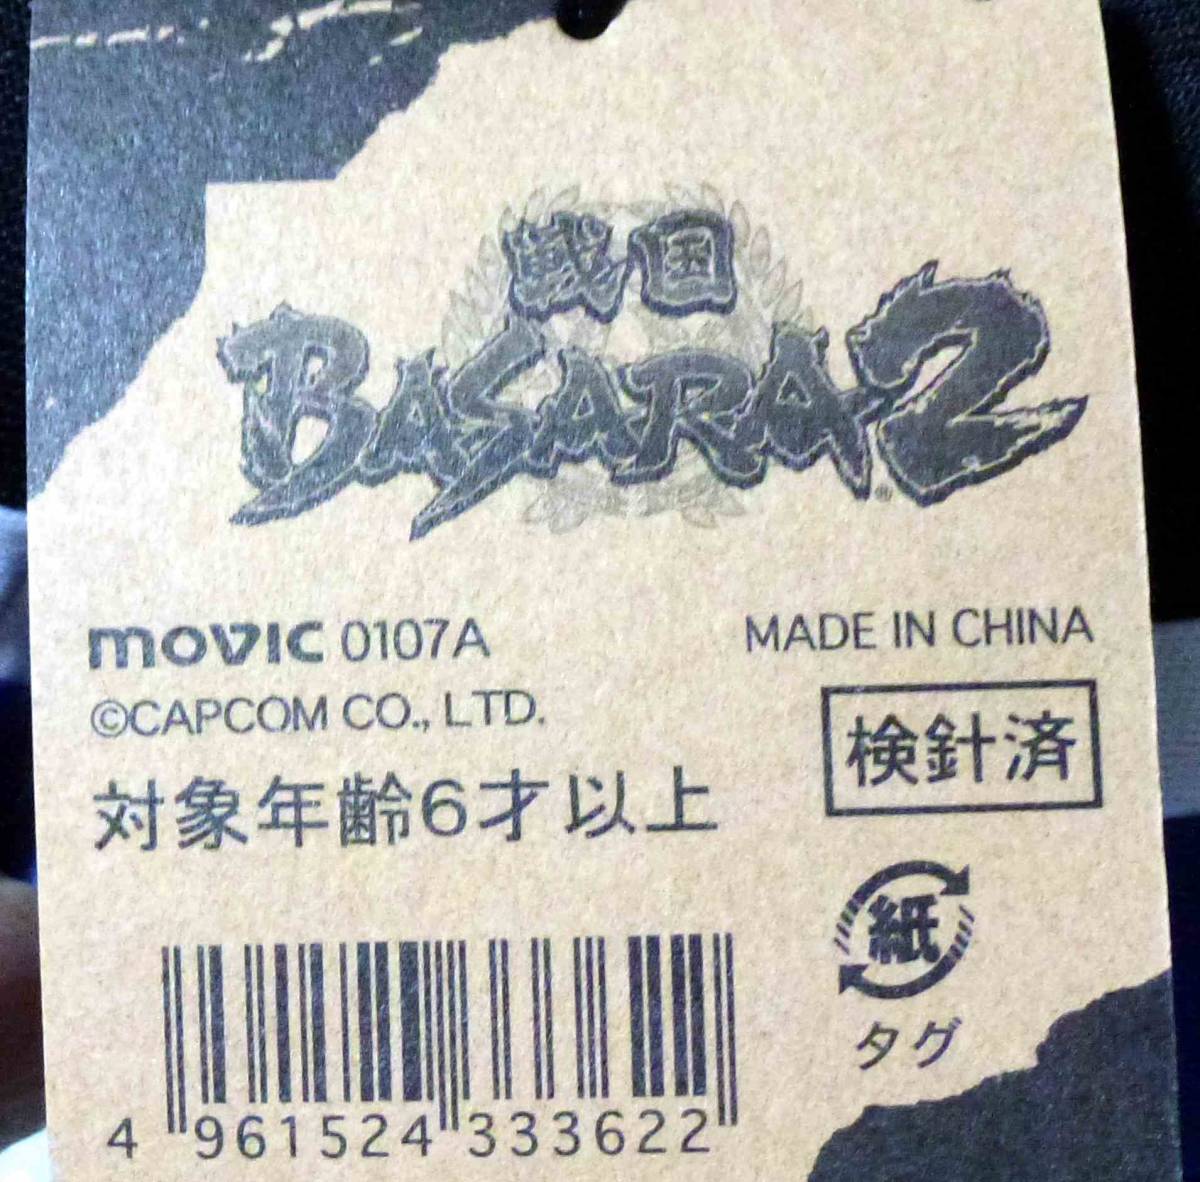 戦国
BASARA2®
movic 0107A
MADE IN CHINA
©CAPCOM CO., LTD.
検針済
対象年齢6才以上
紙
タグ
4 961524 333622